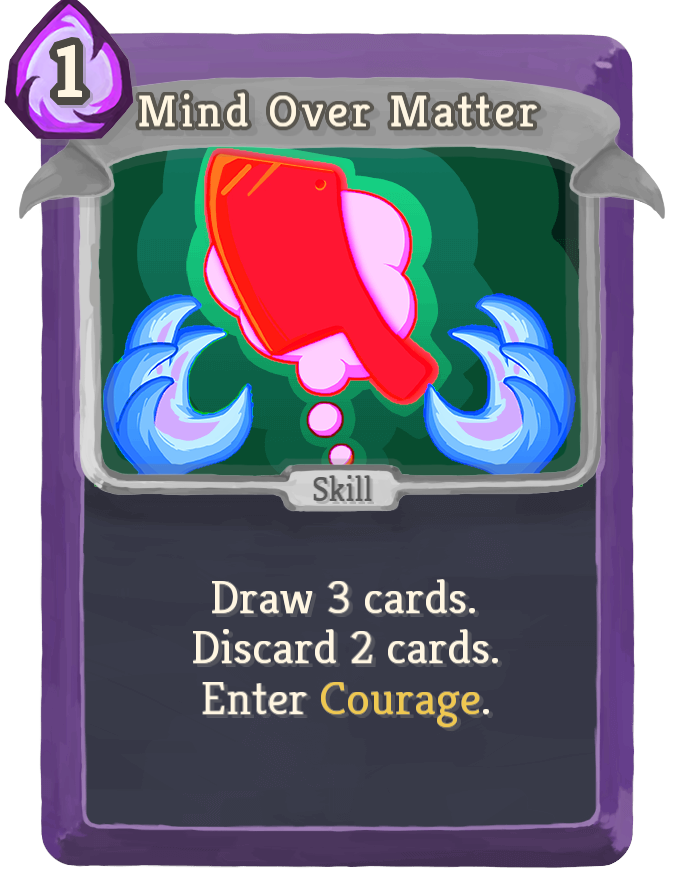 1
Mind Over Matter
Skill
Draw 3 cards.
Discard 2 cards.
Enter Courage.